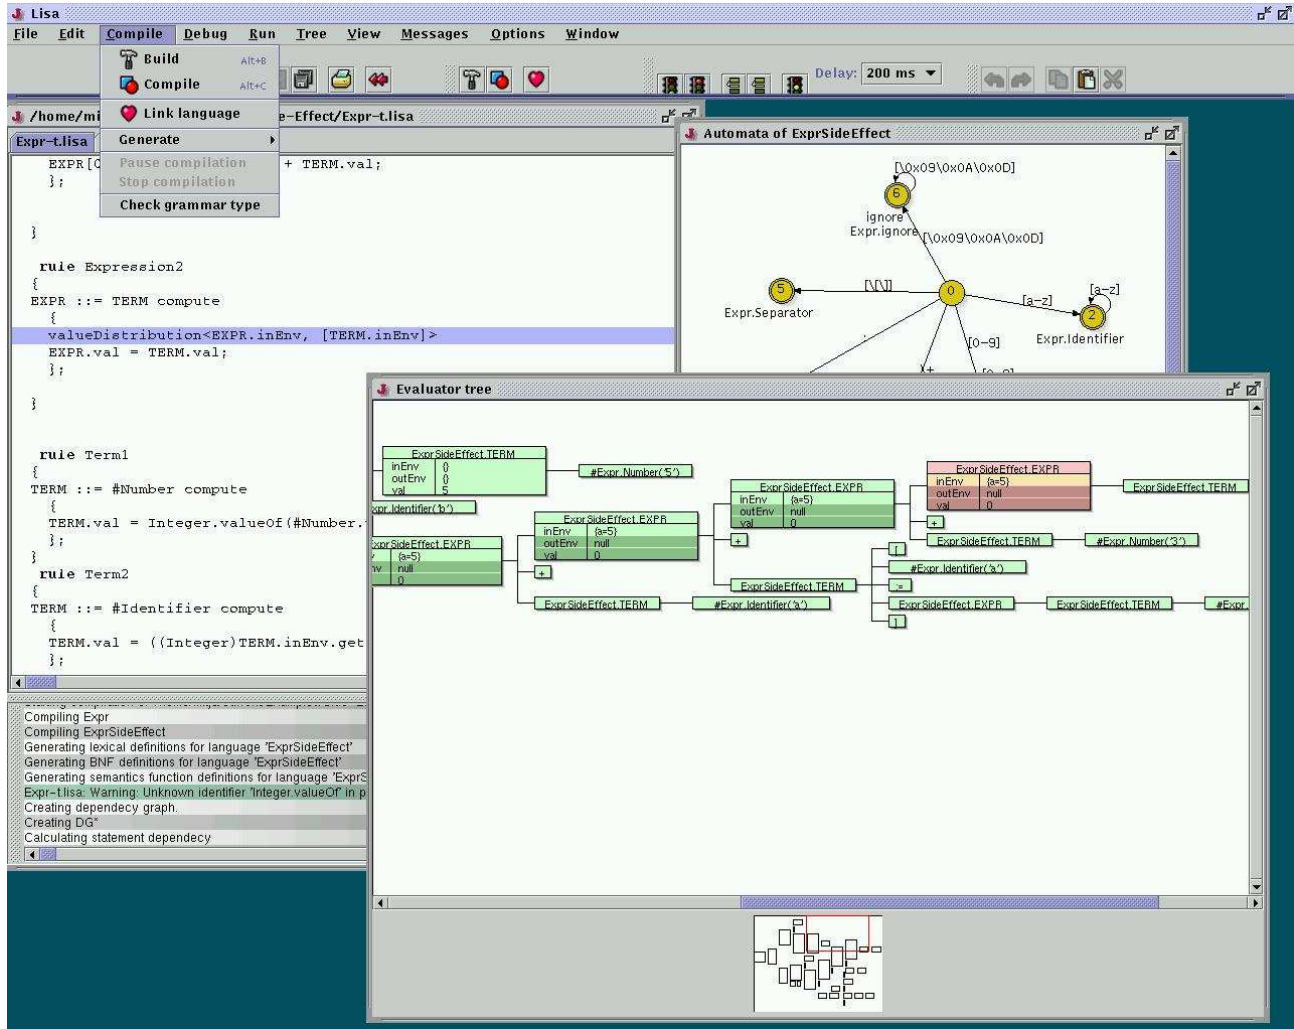 Lisa
File Edit Compile Debug Run Tree View Messages Options Window
Build Alt+B
Compile Alt+C
Link language
Generate
Pause compilation
Stop compilation
Check grammar type
Delay: 200 ms
/home/mi
e-Effect/Expr-t.lisa
Expr-t.lisa
EXPR[
+ TERM.val;
};
}
rule Expression2
{
EXPR ::= TERM compute
{
valueDistribution<EXPR.inEnv, [TERM.inEnv]>
EXPR.val = TERM.val;
};
}
rule Term1
{
TERM ::= #Number compute
{
TERM.val = Integer.valueOf(#Number.
};
}
rule Term2
{
TERM ::= #Identifier compute
{
TERM.val = ((Integer)TERM.inEnv.get
};
Compiling Expr
Compiling ExprSideEffect
Generating lexical definitions for language 'ExprSideEffect'
Generating BNF definitions for language 'ExprSideEffect'
Generating semantics function definitions for language 'ExprS
Expr-t.lisa: Warning: Unknown identifier 'Integer.valueOf' in p
Creating dependecy graph.
Creating DG*
Calculating statement dependecy
Automata of ExprSideEffect
[\0x09\0x0A\0x0D]
6
ignore
Expr.ignore
[\0x09\0x0A\0x0D]
5
[\[\]]
0
Expr.Separator
[a-z]
[a-z]
2
Expr.Identifier
[0-9]
\+
Evaluator tree
ExprSideEffect.TERM
inEnv {}
outEnv {}
val 5
#Expr.Number('5')
xpr.Identifier('b')
ExprSideEffect.EXPR
{a=5}
null
0
ExprSideEffect.EXPR
inEnv {a=5}
outEnv null
val 0
+
ExprSideEffect.TERM
#Expr.Identifier('a')
ExprSideEffect.EXPR
inEnv {a=5}
outEnv null
val 0
+
ExprSideEffect.TERM
ExprSideEffect.EXPR
inEnv {a=5}
outEnv null
val 0
ExprSideEffect.TERM
+
ExprSideEffect.TERM
#Expr.Number('3')
[
#Expr.Identifier('a')
:=
ExprSideEffect.EXPR
ExprSideEffect.TERM
#Expr.
]